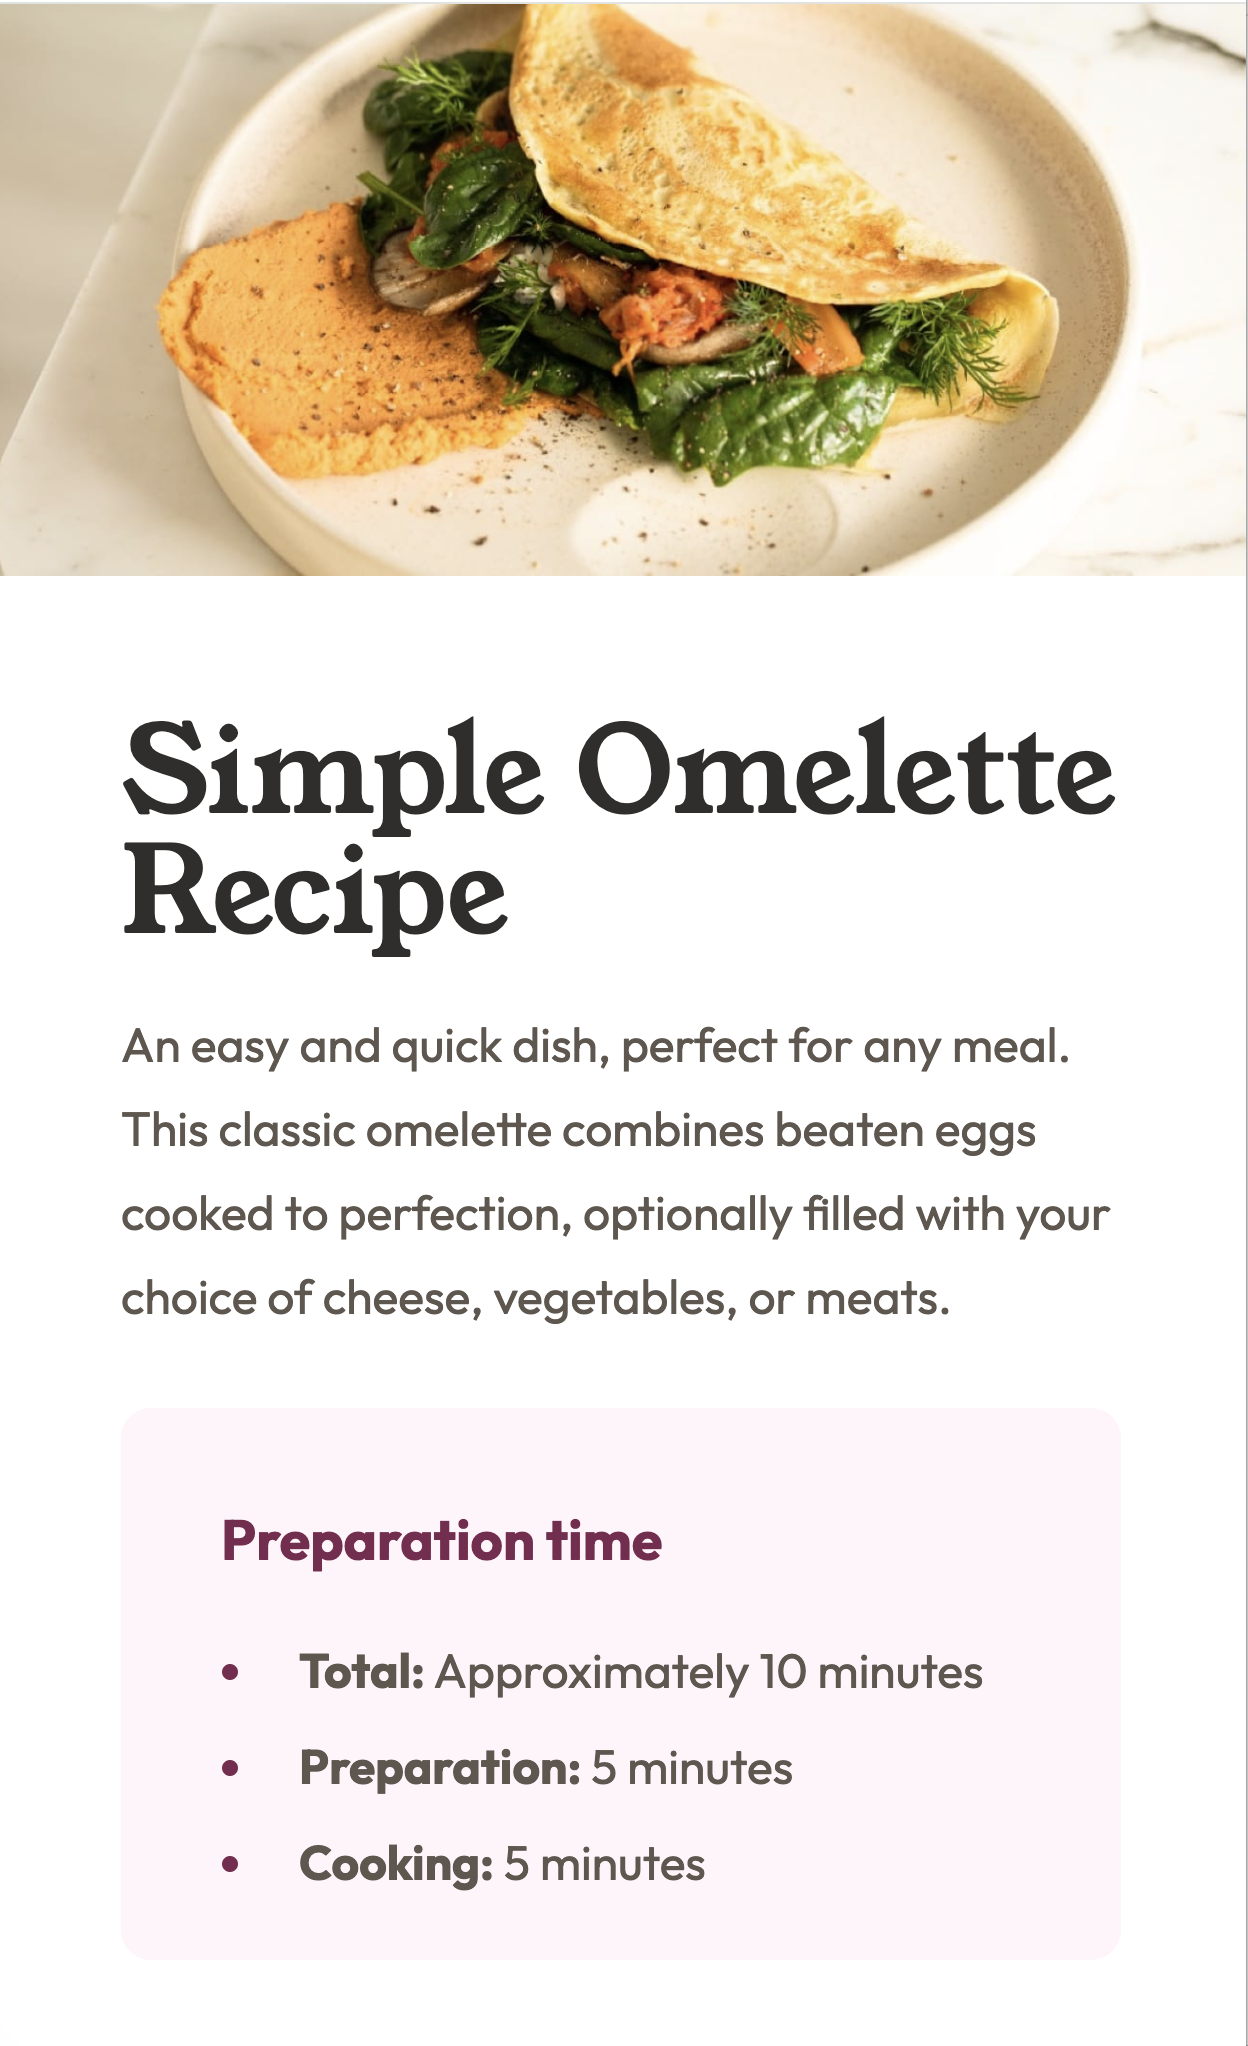 Simple Omelette
Recipe
An easy and quick dish, perfect for any meal.
This classic omelette combines beaten eggs
cooked to perfection, optionally filled with your
choice of cheese, vegetables, or meats.
Preparation time
• Total: Approximately 10 minutes
• Preparation: 5 minutes
• Cooking: 5 minutes